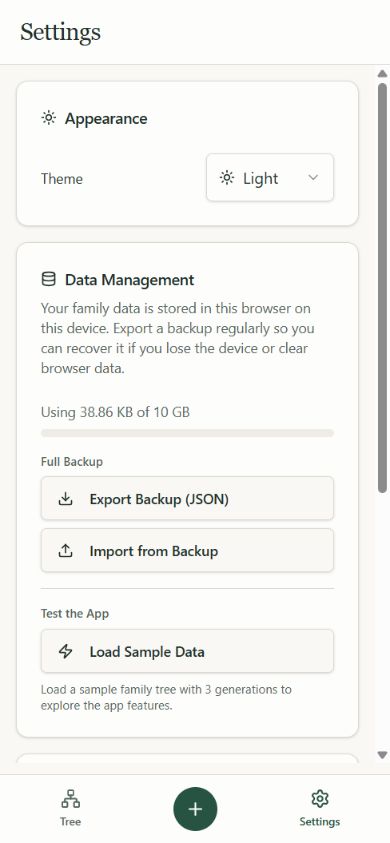 Settings
Appearance
Theme
Light
Data Management
Your family data is stored in this browser on
this device. Export a backup regularly so you
can recover it if you lose the device or clear
browser data.
Using 38.86 KB of 10 GB
Full Backup
Export Backup (JSON)
Import from Backup
Test the App
Load Sample Data
Load a sample family tree with 3 generations to
explore the app features.
Tree
Settings